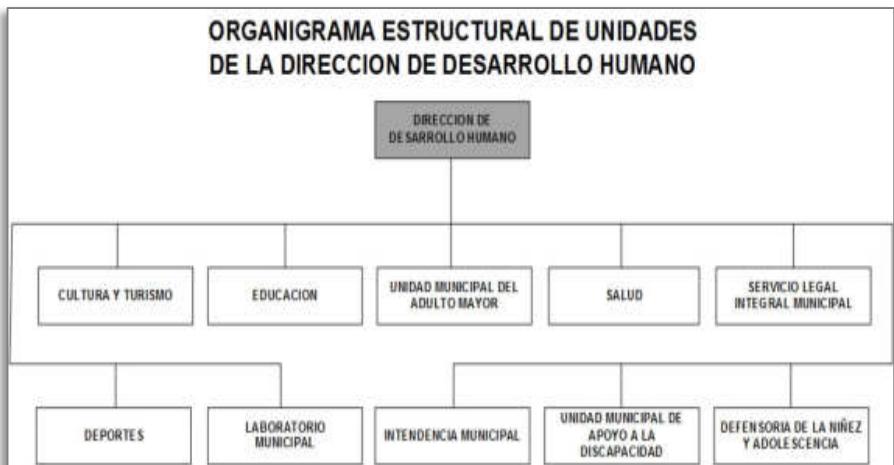 ORGANIGRAMA ESTRUCTURAL DE UNIDADES
DE LA DIRECCION DE DESARROLLO HUMANO
DIRECCION DE
DESARROLLO HUMANO
CULTURA Y TURISMO
EDUCACION
UNIDAD MUNICIPAL DEL
ADULTO MAYOR
SALUD
SERVICIO LEGAL
INTEGRAL MUNICIPAL
DEPORTES
LABORATORIO
MUNICIPAL
INTENDENCIA MUNICIPAL
UNIDAD MUNICIPAL DE
APOYO A LA
DISCAPACIDAD
DEFENSORIA DE LA NIÑEZ
Y ADOLESCENCIA